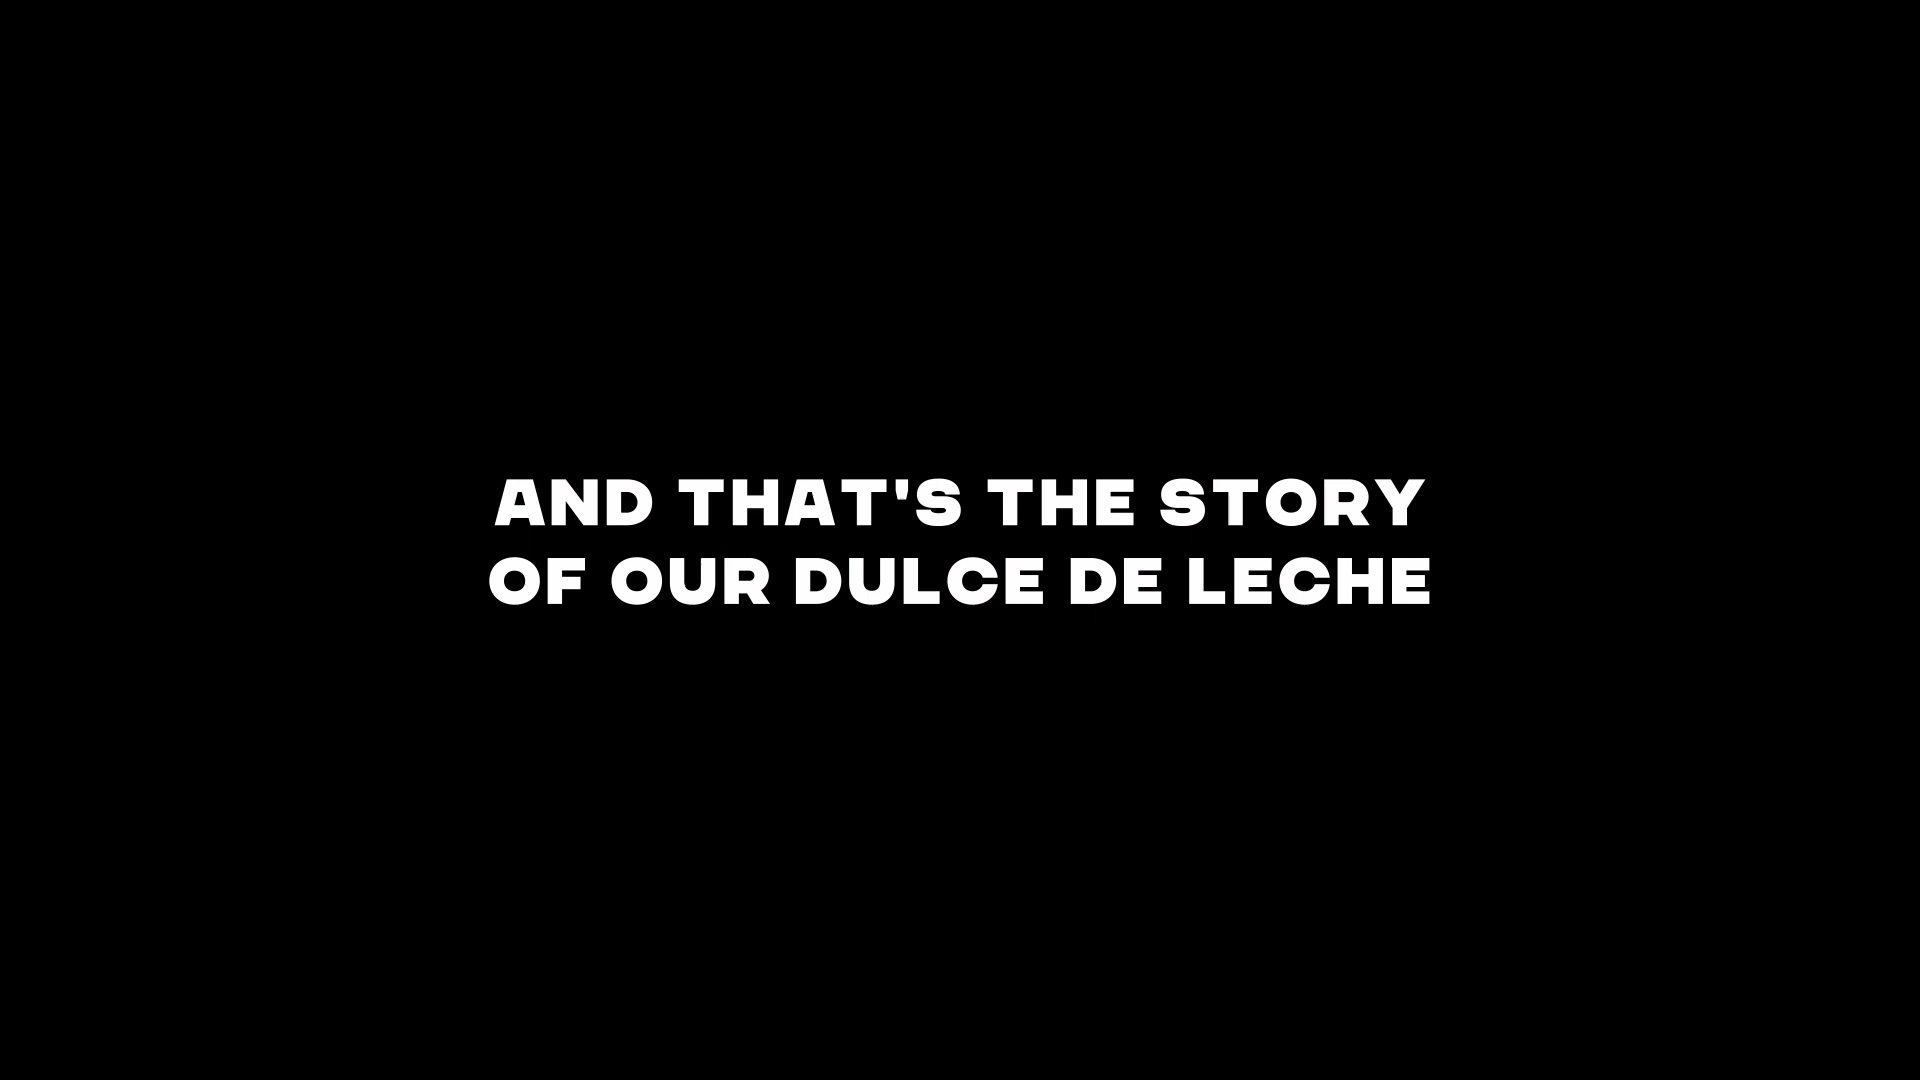 AND THAT'S THE STORY
OF OUR DULCE DE LECHE